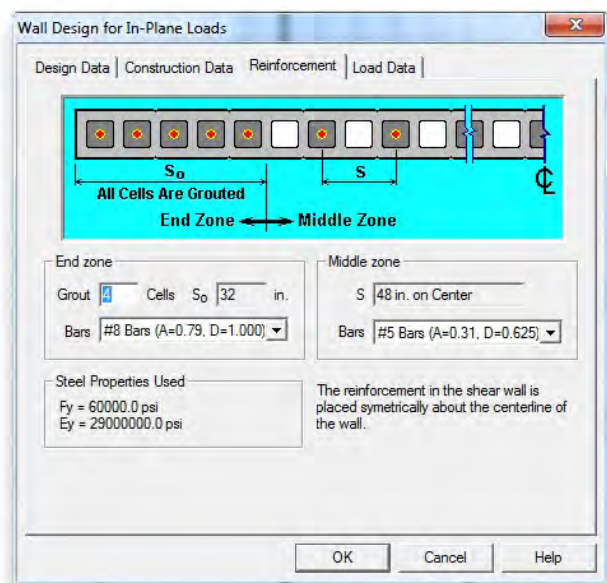 Wall Design for In-Plane Loads
Design Data | Construction Data Reinforcement | Load Data |
So
All Cells Are Grouted
S
℄
End Zone Middle Zone
End zone
Grout 4 Cells So 32 in.
Bars #8 Bars (A=0.79, D=1.000)
Middle zone
S 48 in. on Center
Bars #5 Bars (A=0.31, D=0.625)
Steel Properties Used
Fy = 60000.0 psi
Ey = 29000000.0 psi
The reinforcement in the shear wall is
placed symetrically about the centerline of
the wall.
OK Cancel Help